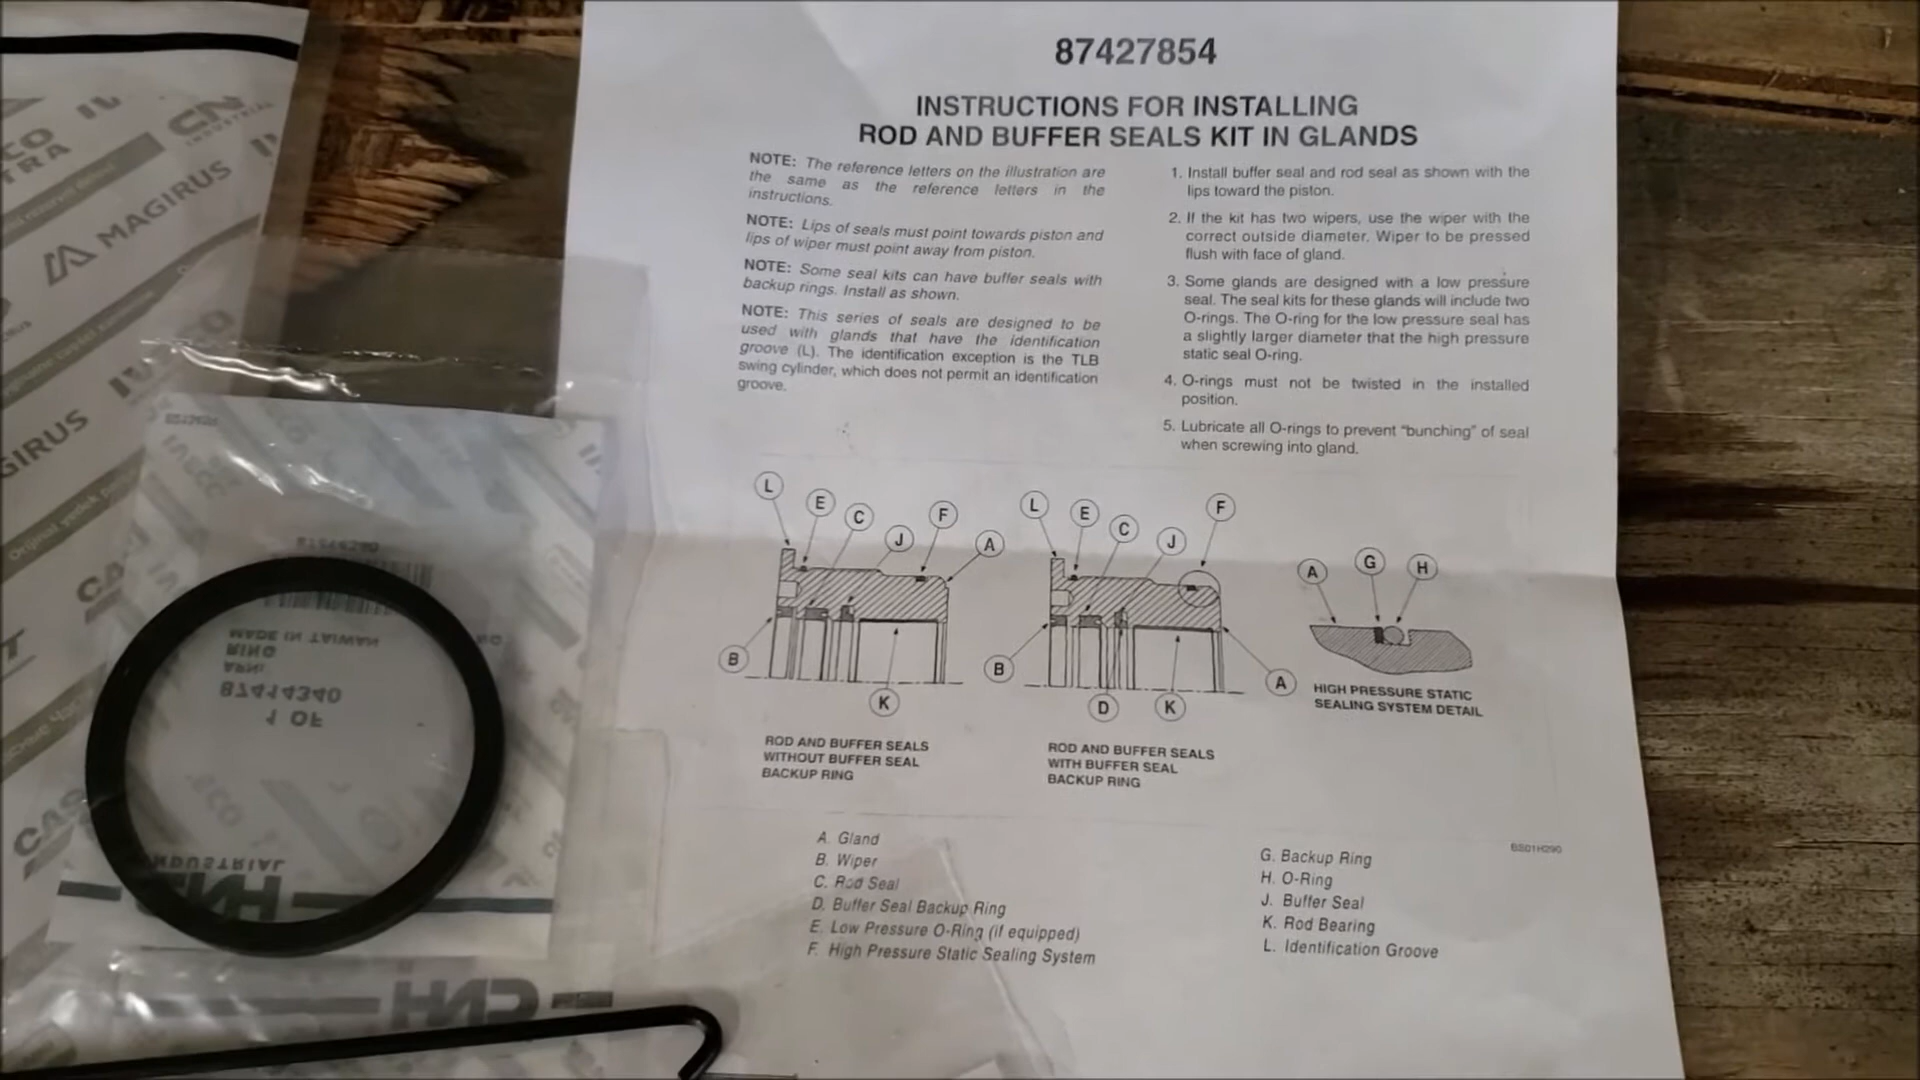 87427854
INSTRUCTIONS FOR INSTALLING
ROD AND BUFFER SEALS KIT IN GLANDS
NOTE: The reference letters on the illustration are
the same as the reference letters in the
instructions.
NOTE: Lips of seals must point towards piston and
lips of wiper must point away from piston.
NOTE: Some seal kits can have buffer seals with
backup rings. Install as shown.
NOTE: This series of seals are designed to be
used with glands that have the identification
groove (L). The identification exception is the TLB
swing cylinder, which does not permit an identification
groove.
1. Install buffer seal and rod seal as shown with the
lips toward the piston.
2. If the kit has two wipers, use the wiper with the
correct outside diameter. Wiper to be pressed
flush with face of gland.
3. Some glands are designed with a low pressure
seal. The seal kits for these glands will include two
O-rings. The O-ring for the low pressure seal has
a slightly larger diameter that the high pressure
static seal O-ring.
4. O-rings must not be twisted in the installed
position.
5. Lubricate all O-rings to prevent “bunching” of seal
when screwing into gland.
L E C J F A
B K
L E C J F
B D K A
A G H
ROD AND BUFFER SEALS
WITHOUT BUFFER SEAL
BACKUP RING
ROD AND BUFFER SEALS
WITH BUFFER SEAL
BACKUP RING
HIGH PRESSURE STATIC
SEALING SYSTEM DETAIL
A. Gland
B. Wiper
C. Rod Seal
D. Buffer Seal Backup Ring
E. Low Pressure O-Ring (if equipped)
F. High Pressure Static Sealing System
G. Backup Ring
H. O-Ring
J. Buffer Seal
K. Rod Bearing
L. Identification Groove
BS01H290
CNH
INDUSTRIAL
MAGIRUS
IVECO
1 OF
87414340
RING
MADE IN TAIWAN
INDUSTRIAL
CNH
CNH